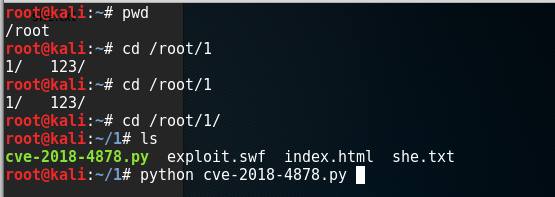 root@kali:~# pwd
/root
root@kali:~# cd /root/1
1/   123/
root@kali:~# cd /root/1
1/   123/
root@kali:~# cd /root/1/
root@kali:~/1# ls
cve-2018-4878.py  exploit.swf  index.html  she.txt
root@kali:~/1# python cve-2018-4878.py